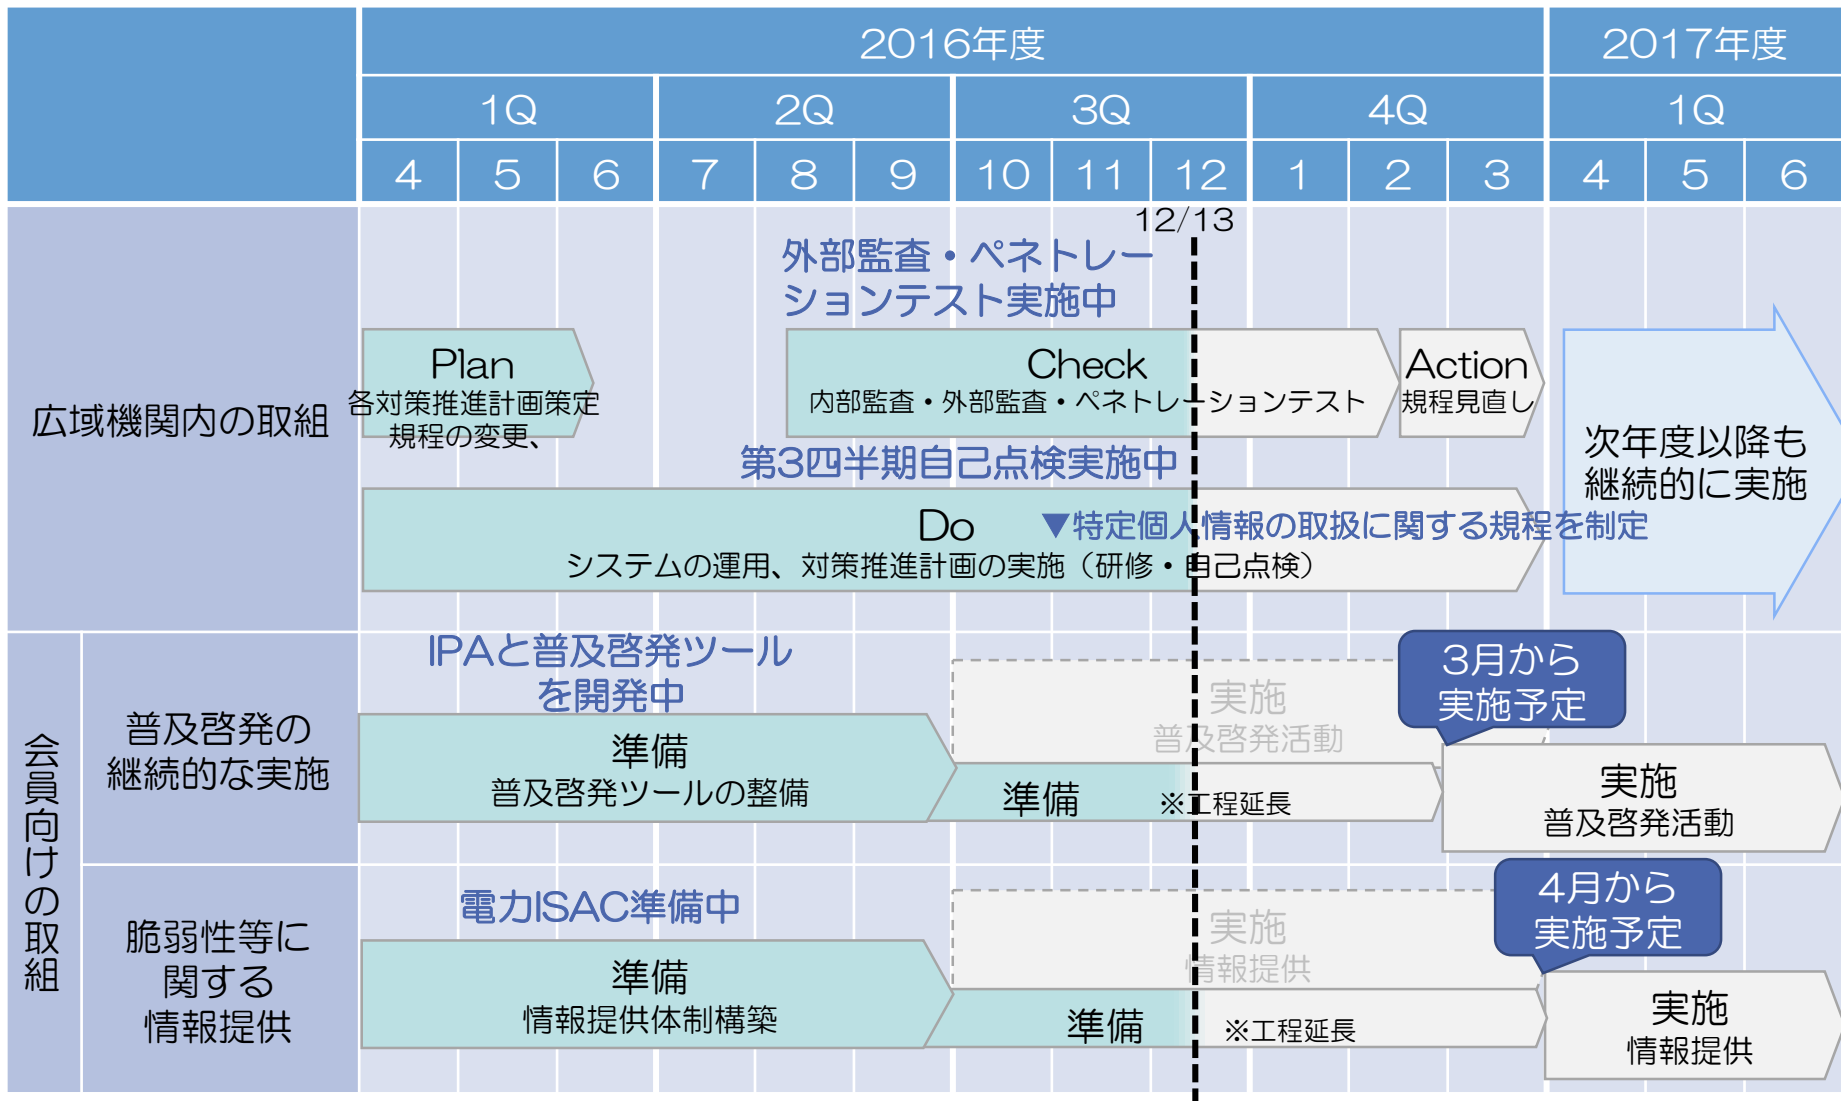 2016年度
2017年度
1Q
2Q
3Q
4Q
1Q
4
5
6
7
8
9
10
11
12
1
2
3
4
5
6
12/13
広域機関内の取組
外部監査・ペネトレー
ションテスト実施中
Plan
各対策推進計画策定
規程の変更、
Check
内部監査・外部監査・ペネトレーションテスト
Action
規程見直し
第3四半期自己点検実施中
Do
▼特定個人情報の取扱に関する規程を制定
システムの運用、対策推進計画の実施（研修・自己点検）
次年度以降も
継続的に実施
会員向けの取組
普及啓発の
継続的な実施
IPAと普及啓発ツール
を開発中
準備
普及啓発ツールの整備
実施
普及啓発活動
準備
※工程延長
3月から
実施予定
実施
普及啓発活動
脆弱性等に
関する
情報提供
電力ISAC準備中
準備
情報提供体制構築
実施
情報提供
準備
※工程延長
4月から
実施予定
実施
情報提供